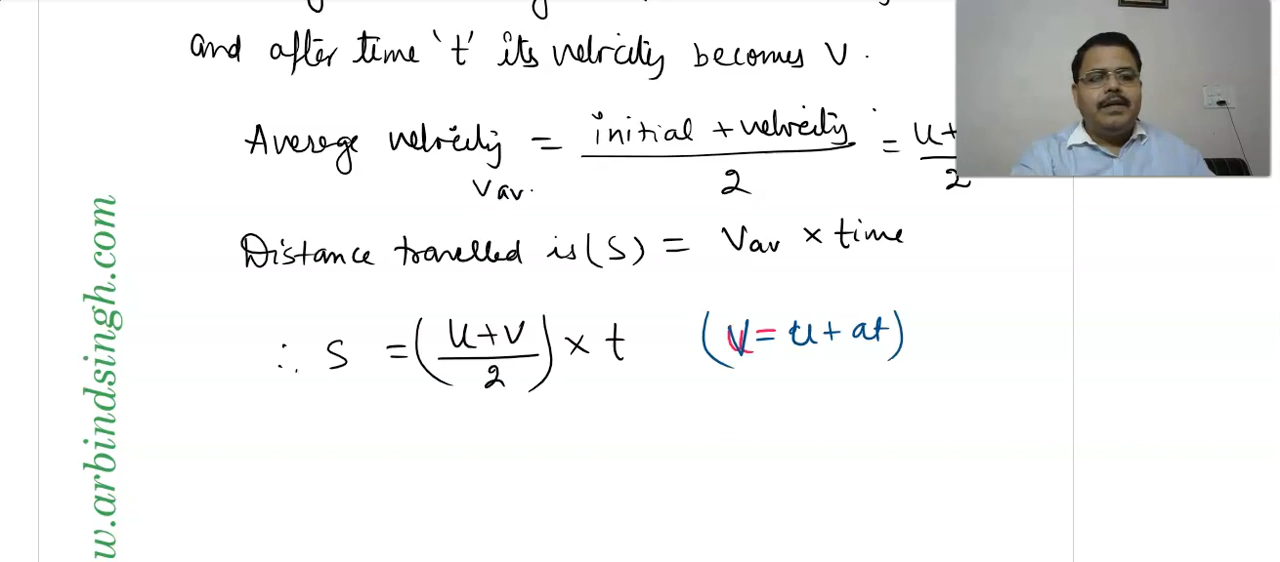 and after time 't' its velocity becomes V.
Average velocity = initial + velocity / 2 = u+ / 2
Vav.
Distance travelled is (S) = Vav × time
∴ S = (u+v / 2) × t (V = u + at)
w.arbindsingh.com